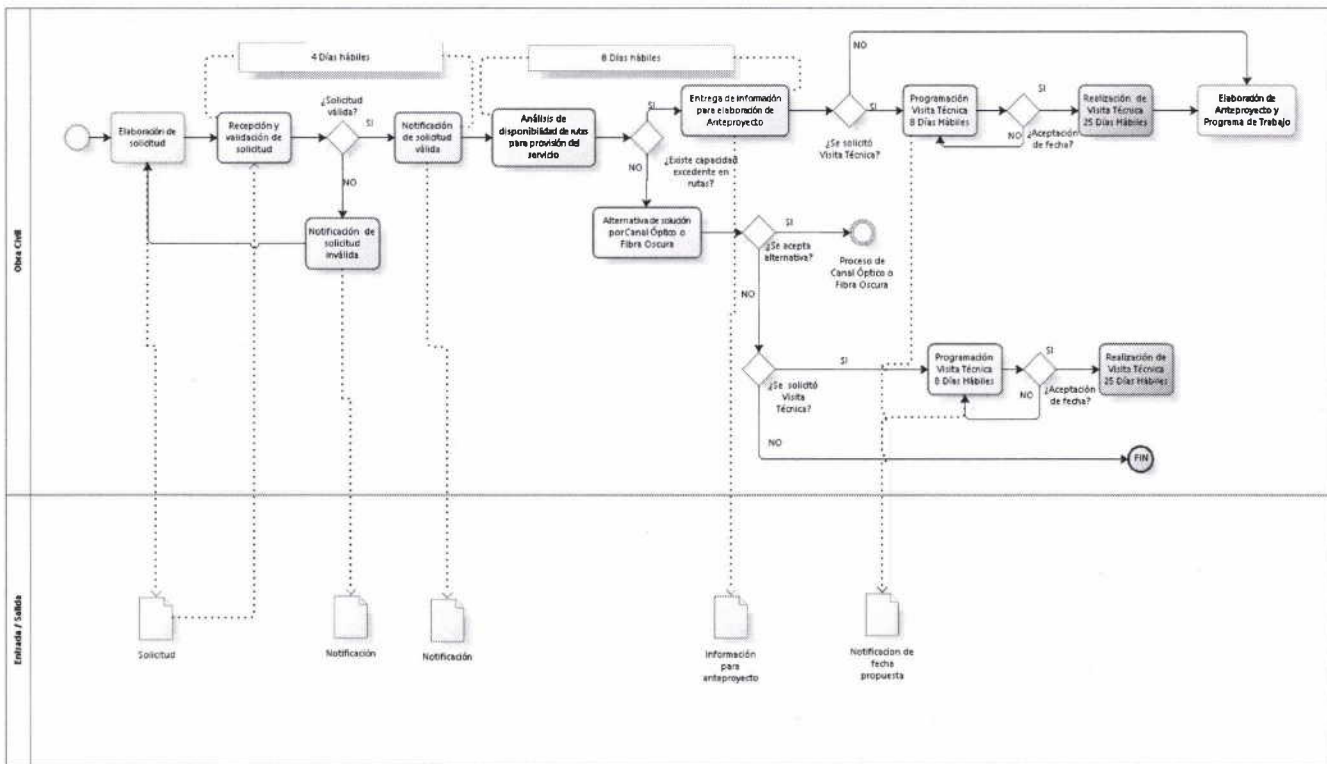 Obra Civil
4 Días hábiles
8 Días hábiles
NO
¿Solicitud
válida?
Elaboración de
solicitud
Recepción y
validación de
solicitud
SI
Notificación
de solicitud
válida
Análisis de
disponibilidad de rutas
para provisión del
servicio
SI
Entrega de información
para elaboración de
Anteproyecto
SI
Programación
Visita Técnica
8 Días Hábiles
SI
Realización de
Visita Técnica
25 Días Hábiles
Elaboración de
Anteproyecto y
Programa de Trabajo
NO
¿Aceptación
de fecha?
¿Se solicitó
Visita Técnica?
¿Existe capacidad
excedente en
rutas?
NO
NO
Notificación de
solicitud
inválida
Alternativa de solución
por Canal Óptico o
Fibra Oscura
SI
¿Se acepta
alternativa?
Proceso de
Canal Óptico o
Fibra Oscura
NO
SI
¿Se solicitó
Visita
Técnica?
Programación
Visita Técnica
8 Días Hábiles
SI
Realización de
Visita Técnica
25 Días Hábiles
NO
¿Aceptación
de fecha?
NO
FIN
Entrada / Salida
Solicitud
Notificación
Notificación
Información
para
anteproyecto
Notificacion de
fecha
propuesta